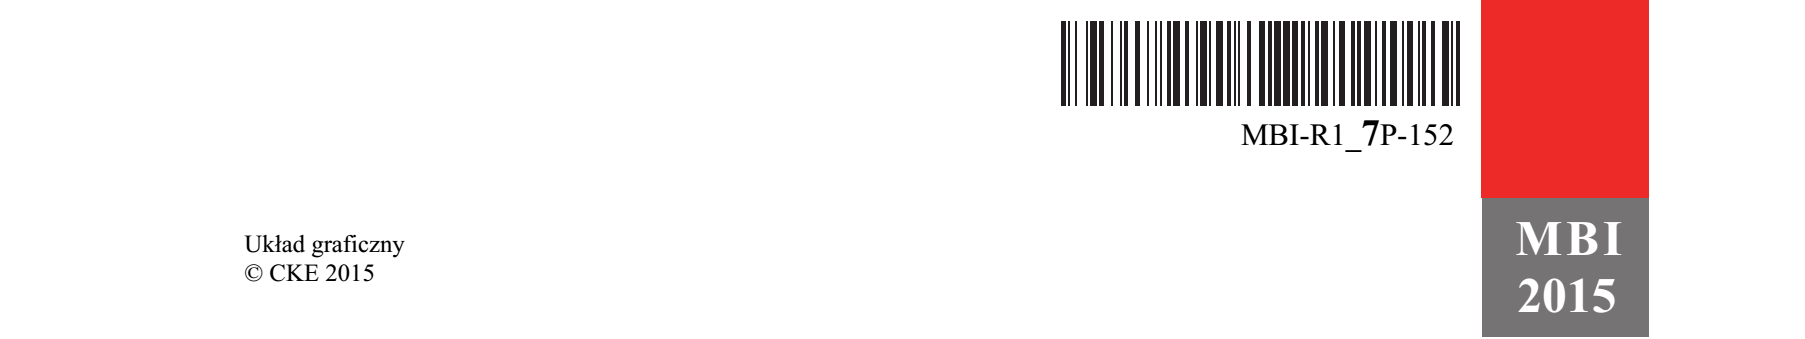 MBI-R1_7P-152
Układ graficzny
© CKE 2015
MBI
2015